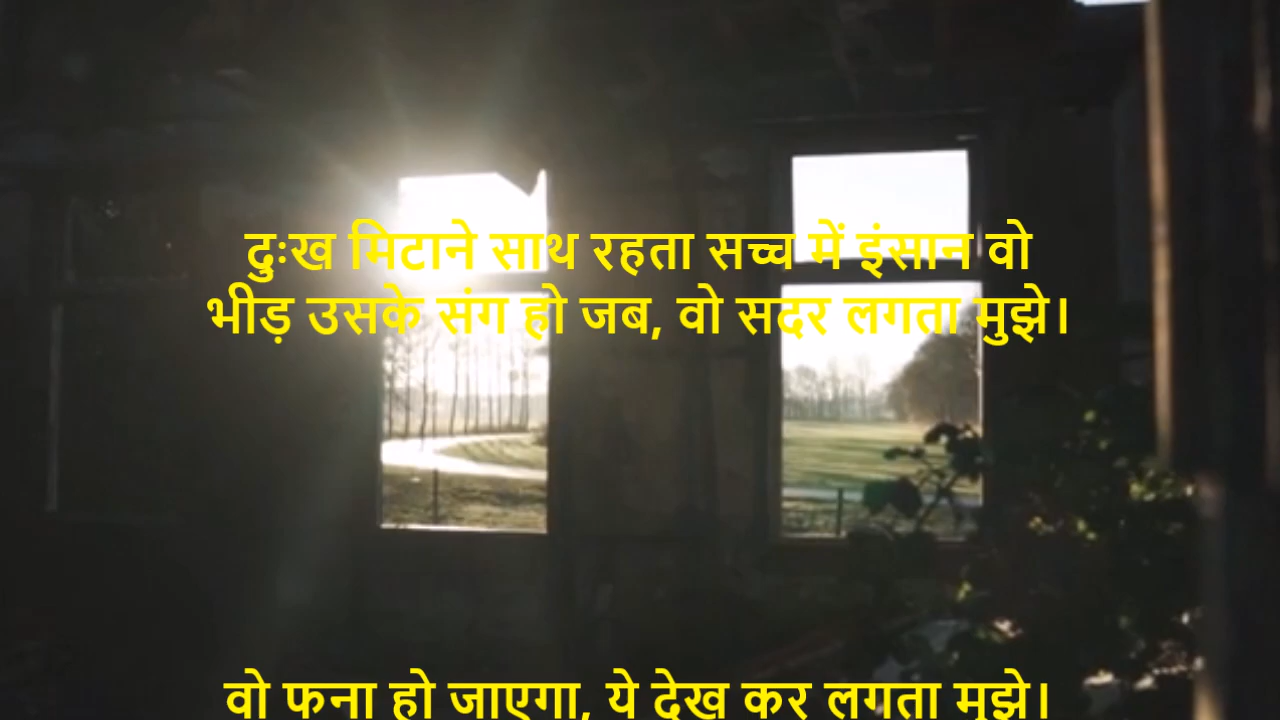 दुःख मिटाने साथ रहता सच्च में इंसान वो
भीड़ उसके संग हो जब, वो सदर लगता मुझे।
वो फना हो जाएगा, ये देख कर लगता मुझे।